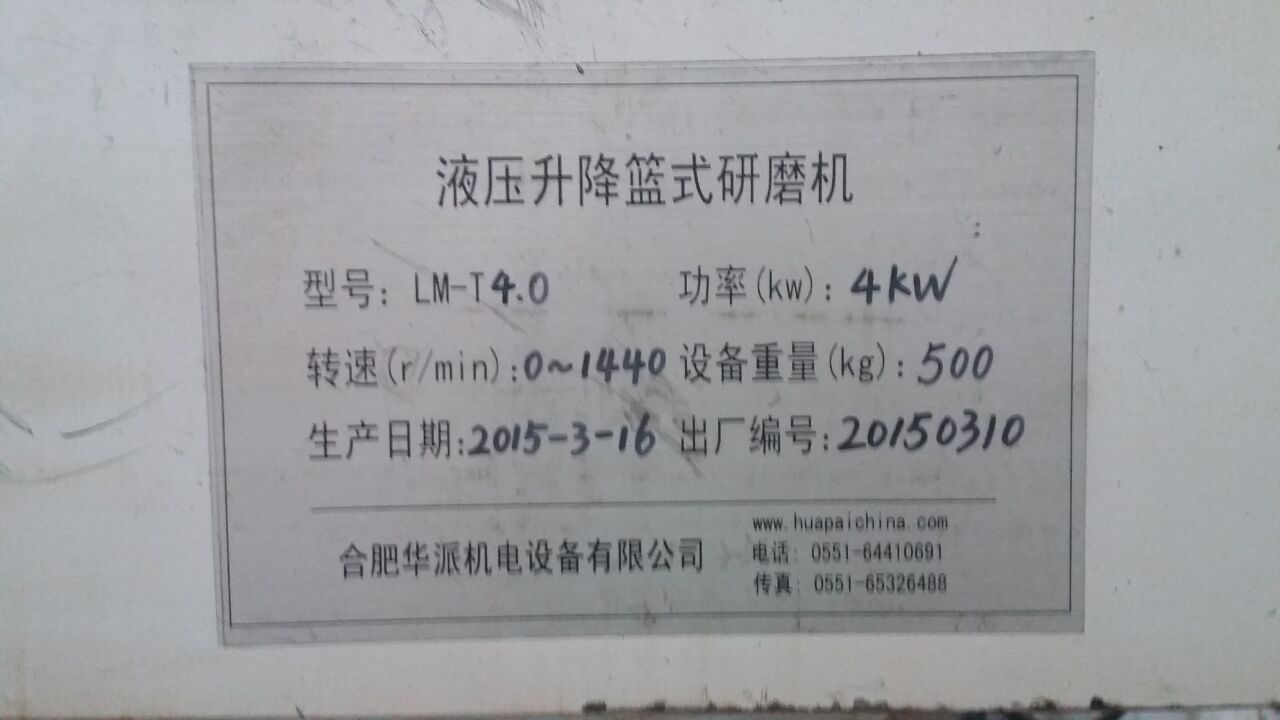 液压升降篮式研磨机
型号: LM-T4.0 功率(kw): 4KW
转速(r/min):0~1440 设备重量(kg): 500
生产日期:2015-3-16 出厂编号:20150310
合肥华派机电设备有限公司
www.huapaichina.com
电话: 0551-64410691
传真: 0551-65326488